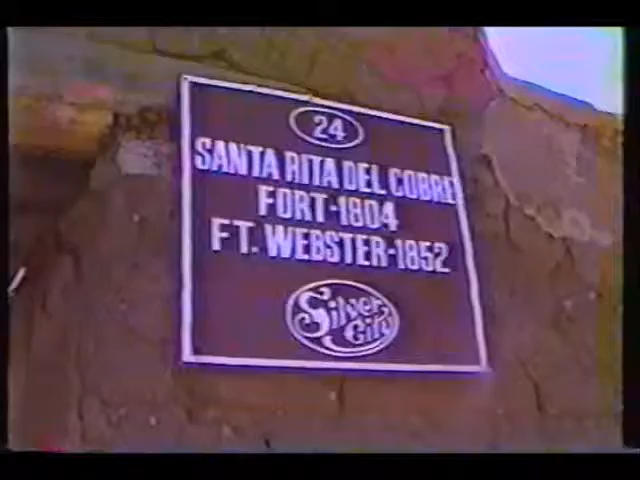 24
SANTA RITA DEL COBRE
FORT-1804
FT. WEBSTER-1852
Silver
City